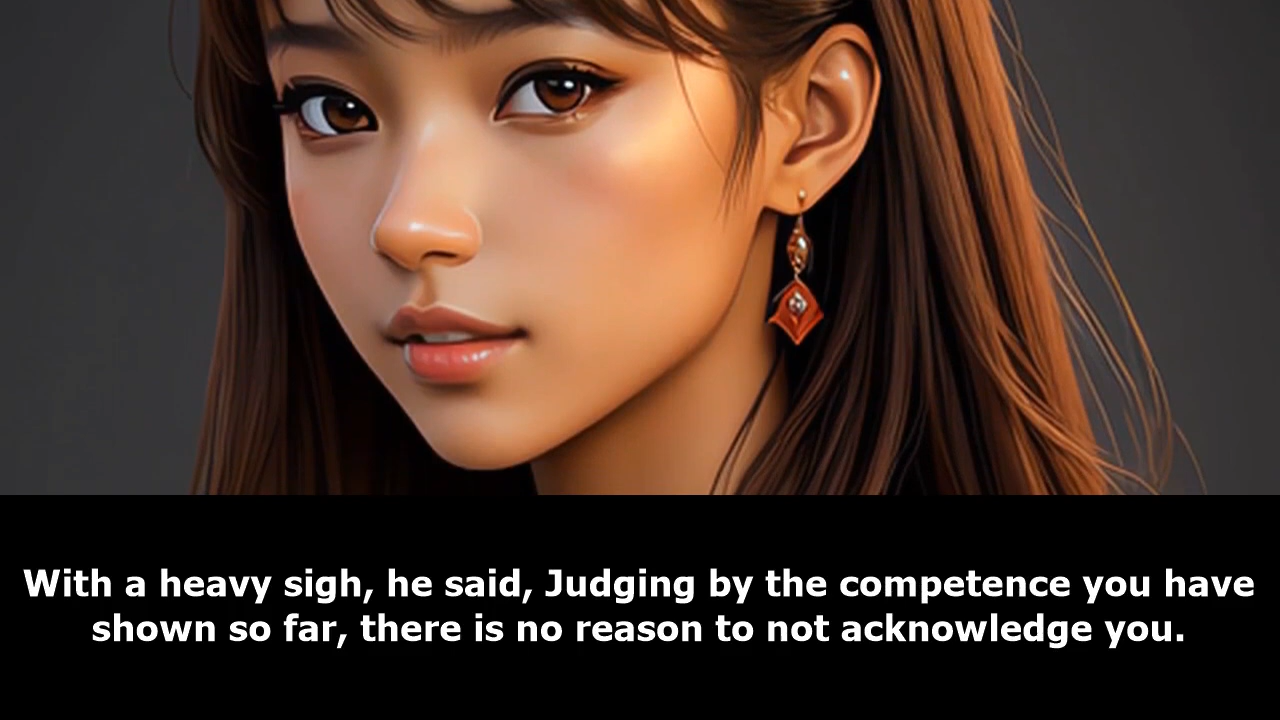 With a heavy sigh, he said, Judging by the competence you have
shown so far, there is no reason to not acknowledge you.